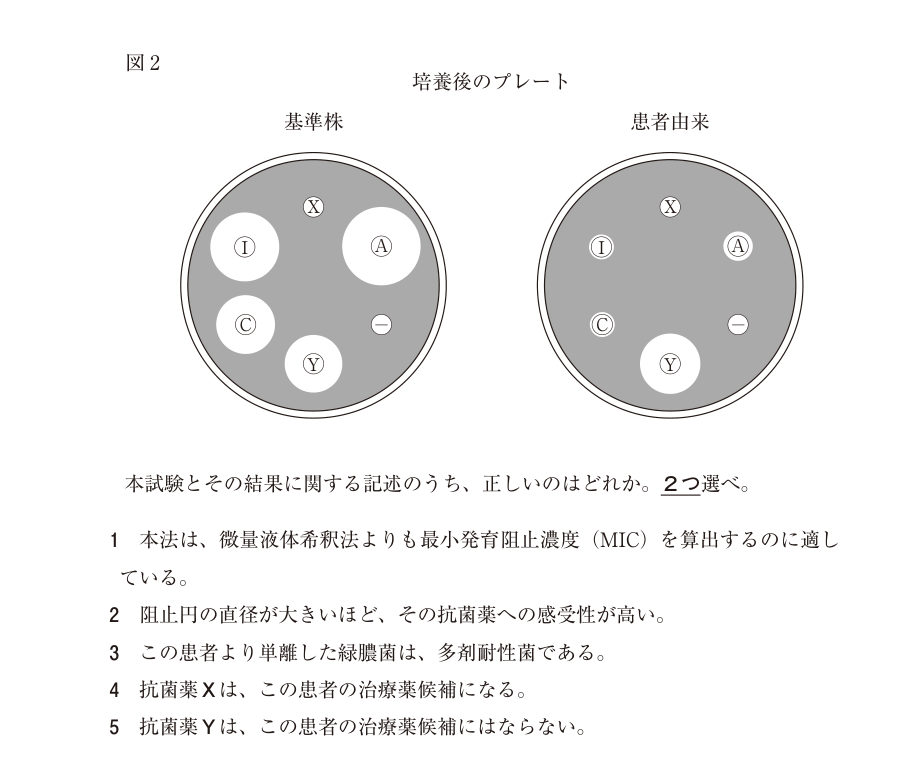 図2
培養後のプレート
基準株 患者由来
X X
I A I A
C － C －
Y Y
本試験とその結果に関する記述のうち、正しいのはどれか。2つ選べ。
1 本法は、微量液体希釈法よりも最小発育阻止濃度（MIC）を算出するのに適し
ている。
2 阻止円の直径が大きいほど、その抗菌薬への感受性が高い。
3 この患者より単離した緑膿菌は、多剤耐性菌である。
4 抗菌薬Xは、この患者の治療薬候補になる。
5 抗菌薬Yは、この患者の治療薬候補にはならない。